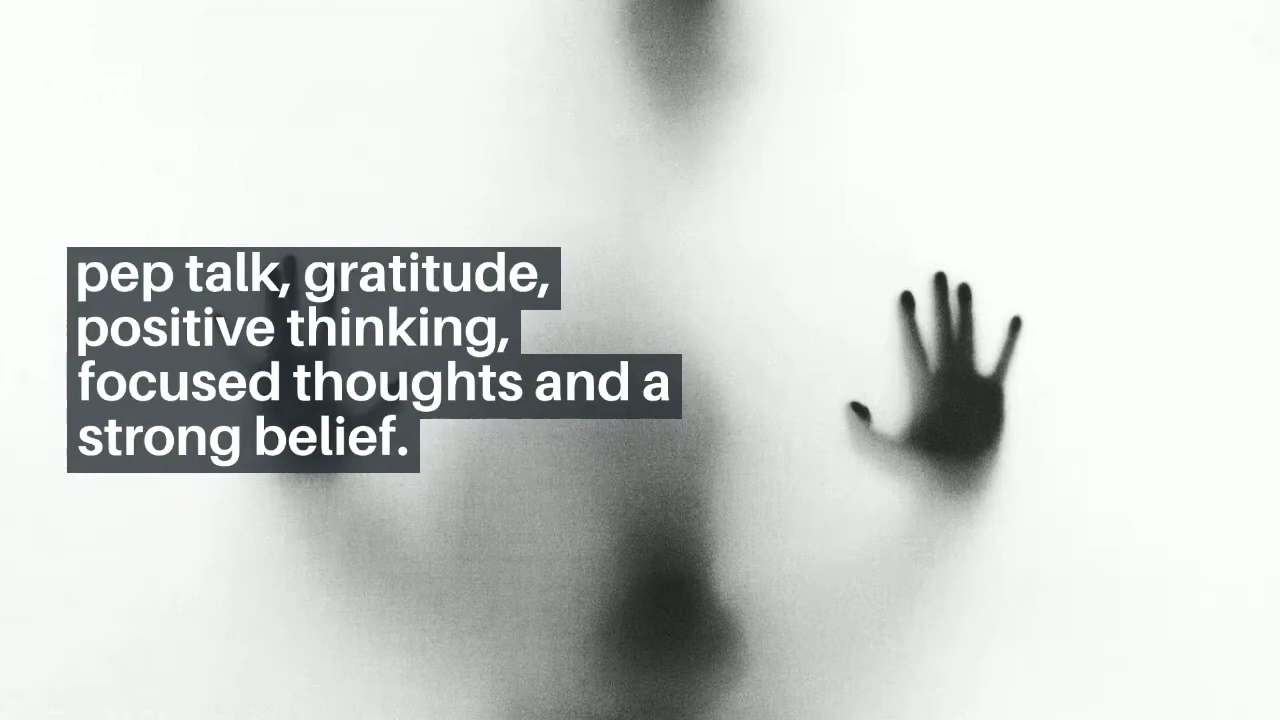 pep talk, gratitude,
positive thinking,
focused thoughts and a
strong belief.